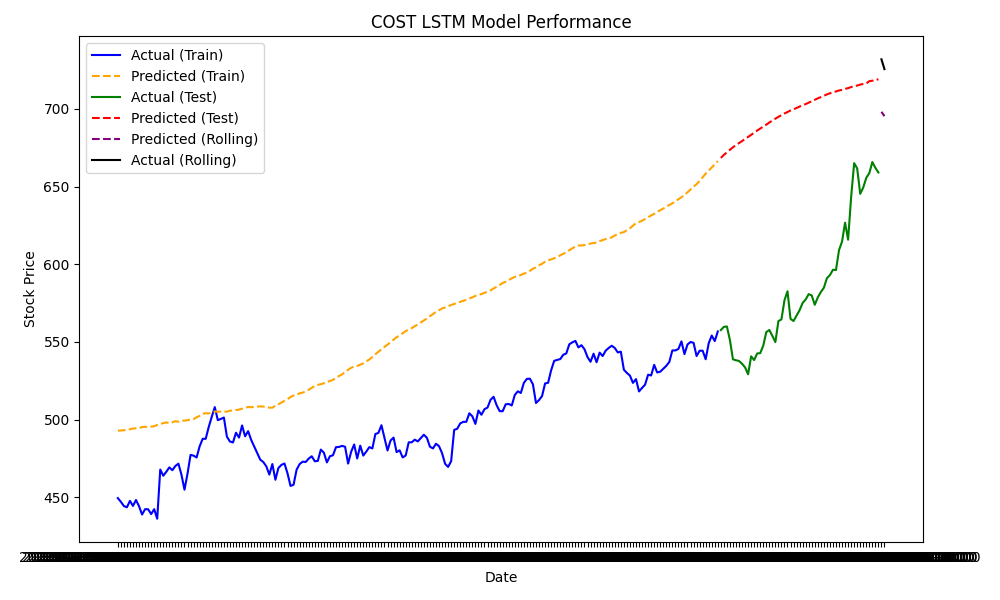 COST LSTM Model Performance
Actual (Train)
Predicted (Train)
Actual (Test)
Predicted (Test)
Predicted (Rolling)
Actual (Rolling)
700
650
600
550
500
450
Stock Price
Date